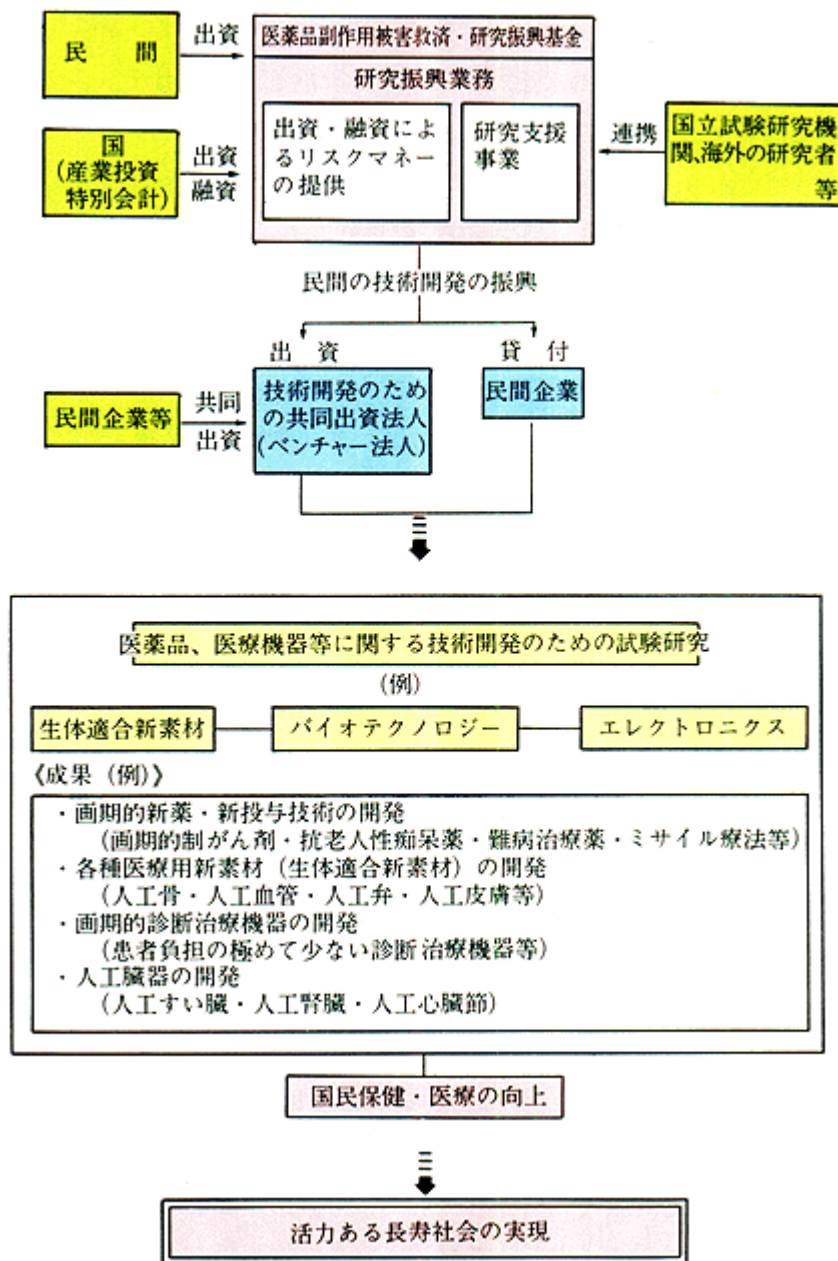 民間
出資
医薬品副作用被害救済・研究振興基金
研究振興業務
国
(産業投資
特別会計)
出資
融資
出資・融資によ
るリスクマネー
の提供
研究支援
事業
連携
国立試験研究機
関、海外の研究者
等
民間の技術開発の振興
出資
貸付
民間企業等
共同
出資
技術開発のため
の共同出資法人
(ベンチャー法人)
民間企業
医薬品、医療機器等に関する技術開発のための試験研究
(例)
生体適合新素材
バイオテクノロジー
エレクトロニクス
《成果(例)》
・画期的新薬・新投与技術の開発
(画期的制がん剤・抗老人性痴呆薬・難病治療薬・ミサイル療法等)
・各種医療用新素材(生体適合新素材)の開発
(人工骨・人工血管・人工弁・人工皮膚等)
・画期的診断治療機器の開発
(患者負担の極めて少ない診断治療機器等)
・人工臓器の開発
(人工すい臓・人工腎臓・人工心臓節)
国民保健・医療の向上
活力ある長寿社会の実現